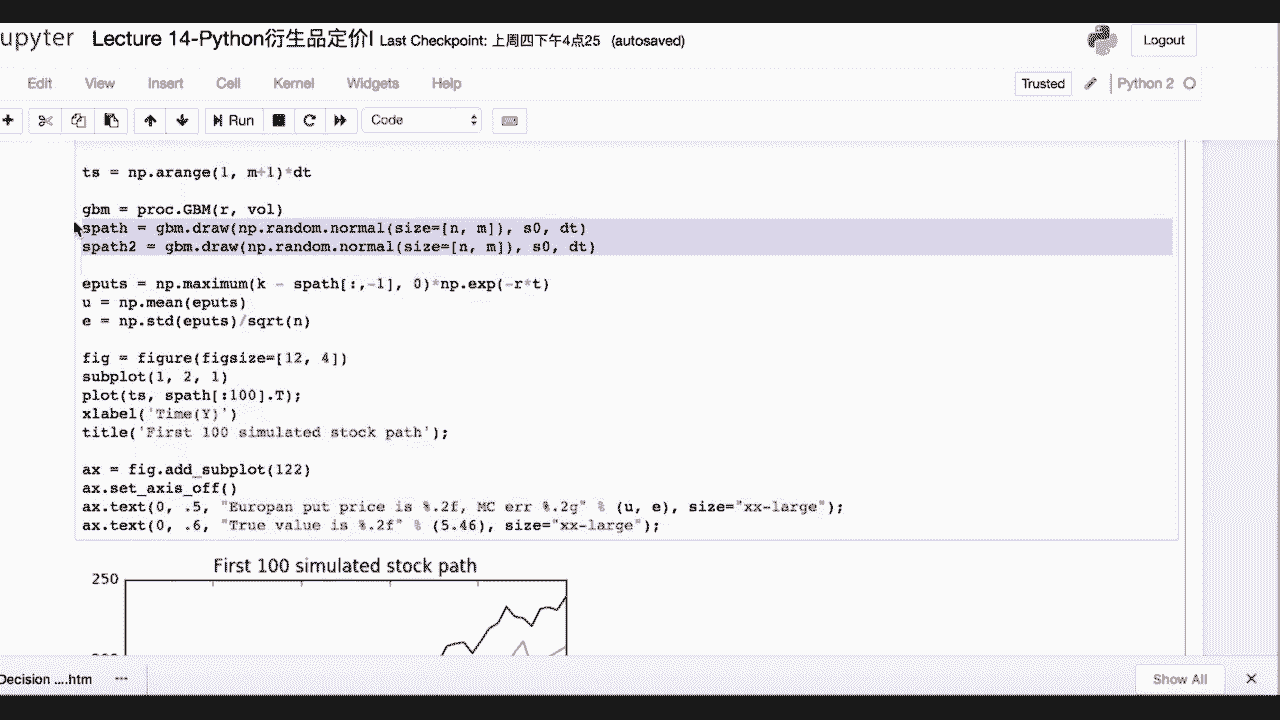 upyter Lecture 14-Python衍生品定价I Last Checkpoint: 上周四下午4点25 (autosaved) Logout
Edit View Insert Cell Kernel Widgets Help Trusted Python 2
Run Code
ts = np.arange(1, m+1)*dt
gbm = proc.GBM(r, vol)
spath = gbm.draw(np.random.normal(size=[n, m]), s0, dt)
spath2 = gbm.draw(np.random.normal(size=[n, m]), s0, dt)
eputs = np.maximum(k - spath[:,-1], 0)*np.exp(-r*t)
u = np.mean(eputs)
e = np.std(eputs)/sqrt(n)
fig = figure(figsize=[12, 4])
subplot(1, 2, 1)
plot(ts, spath[:100].T);
xlabel('Time(Y)')
title('First 100 simulated stock path');
ax = fig.add_subplot(122)
ax.set_axis_off()
ax.text(0, .5, "Europan put price is %.2f, MC err %.2g" % (u, e), size="xx-large");
ax.text(0, .6, "True value is %.2f" % (5.46), size="xx-large");
First 100 simulated stock path
250
Decision ....htm Show All